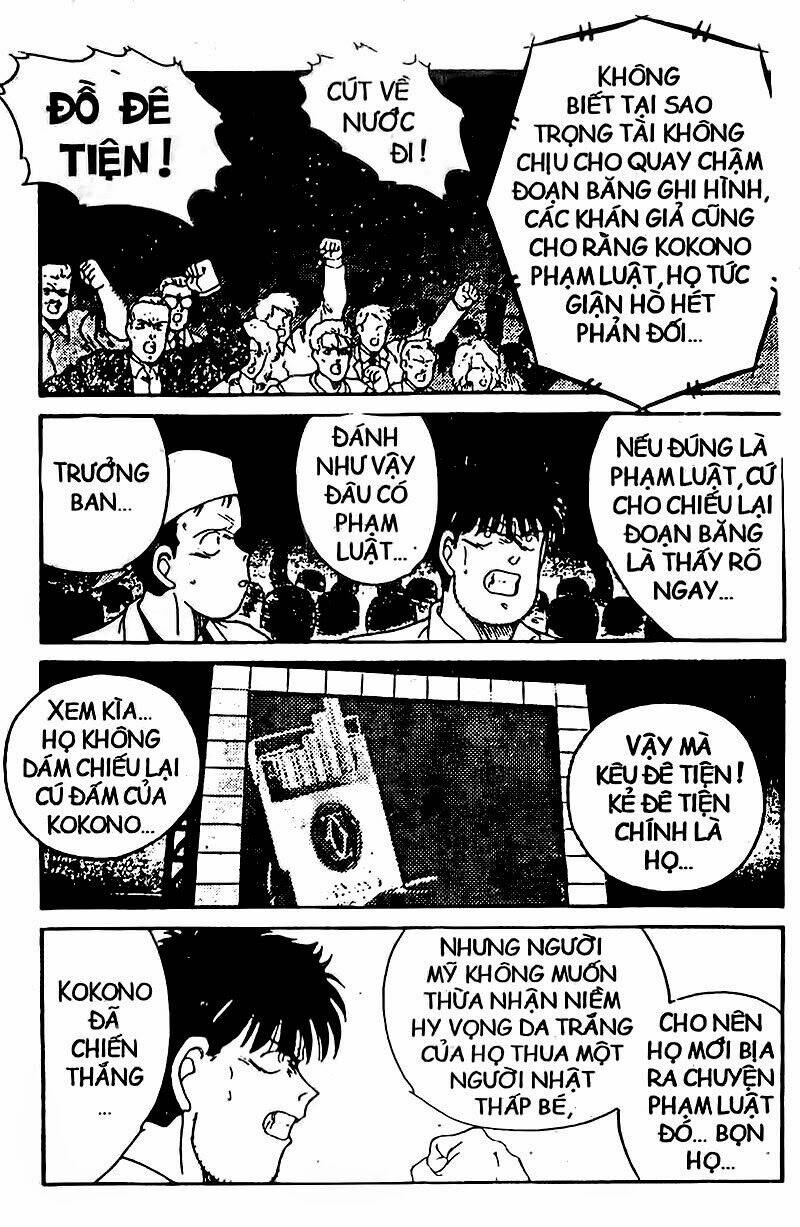 ĐỒ ĐÊ
TIỆN!
CÚT VỀ
NƯỚC
ĐI!
KHÔNG
BIẾT TẠI SAO
TRỌNG TÀI KHÔNG
CHỊU CHO QUAY CHẬM
ĐOẠN BĂNG GHI HÌNH,
CÁC KHÁN GIẢ CŨNG
CHO RẰNG KOKONO
PHẠM LUẬT, HỌ TỨC
GIẬN HÒ HÉT
PHẢN ĐỐI...
TRƯỞNG
BAN...
ĐÁNH
NHƯ VẬY
ĐÂU CÓ
PHẠM
LUẬT...
NẾU ĐÚNG LÀ
PHẠM LUẬT, CỨ
CHO CHIẾU LẠI
ĐOẠN BĂNG
LÀ THẤY RÕ
NGAY...
XEM KÌA...
HỌ KHÔNG
DÁM CHIẾU LẠI
CÚ ĐẤM CỦA
KOKONO...
VẬY MÀ
KÊU ĐÊ TIỆN!
KẺ ĐÊ TIỆN
CHÍNH LÀ
HỌ...
KOKONO
ĐÃ
CHIẾN
THẮNG
...
NHƯNG NGƯỜI
MỸ KHÔNG MUỐN
THỪA NHẬN NIỀM
HY VỌNG DA TRẮNG
CỦA HỌ THUA MỘT
NGƯỜI NHẬT
THẤP BÉ,
CHO NÊN
HỌ MỚI BỊA
RA CHUYỆN
PHẠM LUẬT
ĐÓ... BỌN
HỌ...